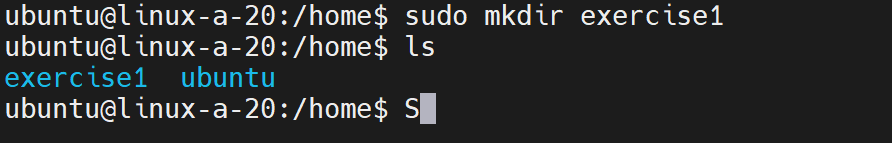 ubuntu@linux-a-20:/home$ sudo mkdir exercise1
ubuntu@linux-a-20:/home$ ls
exercise1  ubuntu
ubuntu@linux-a-20:/home$ S